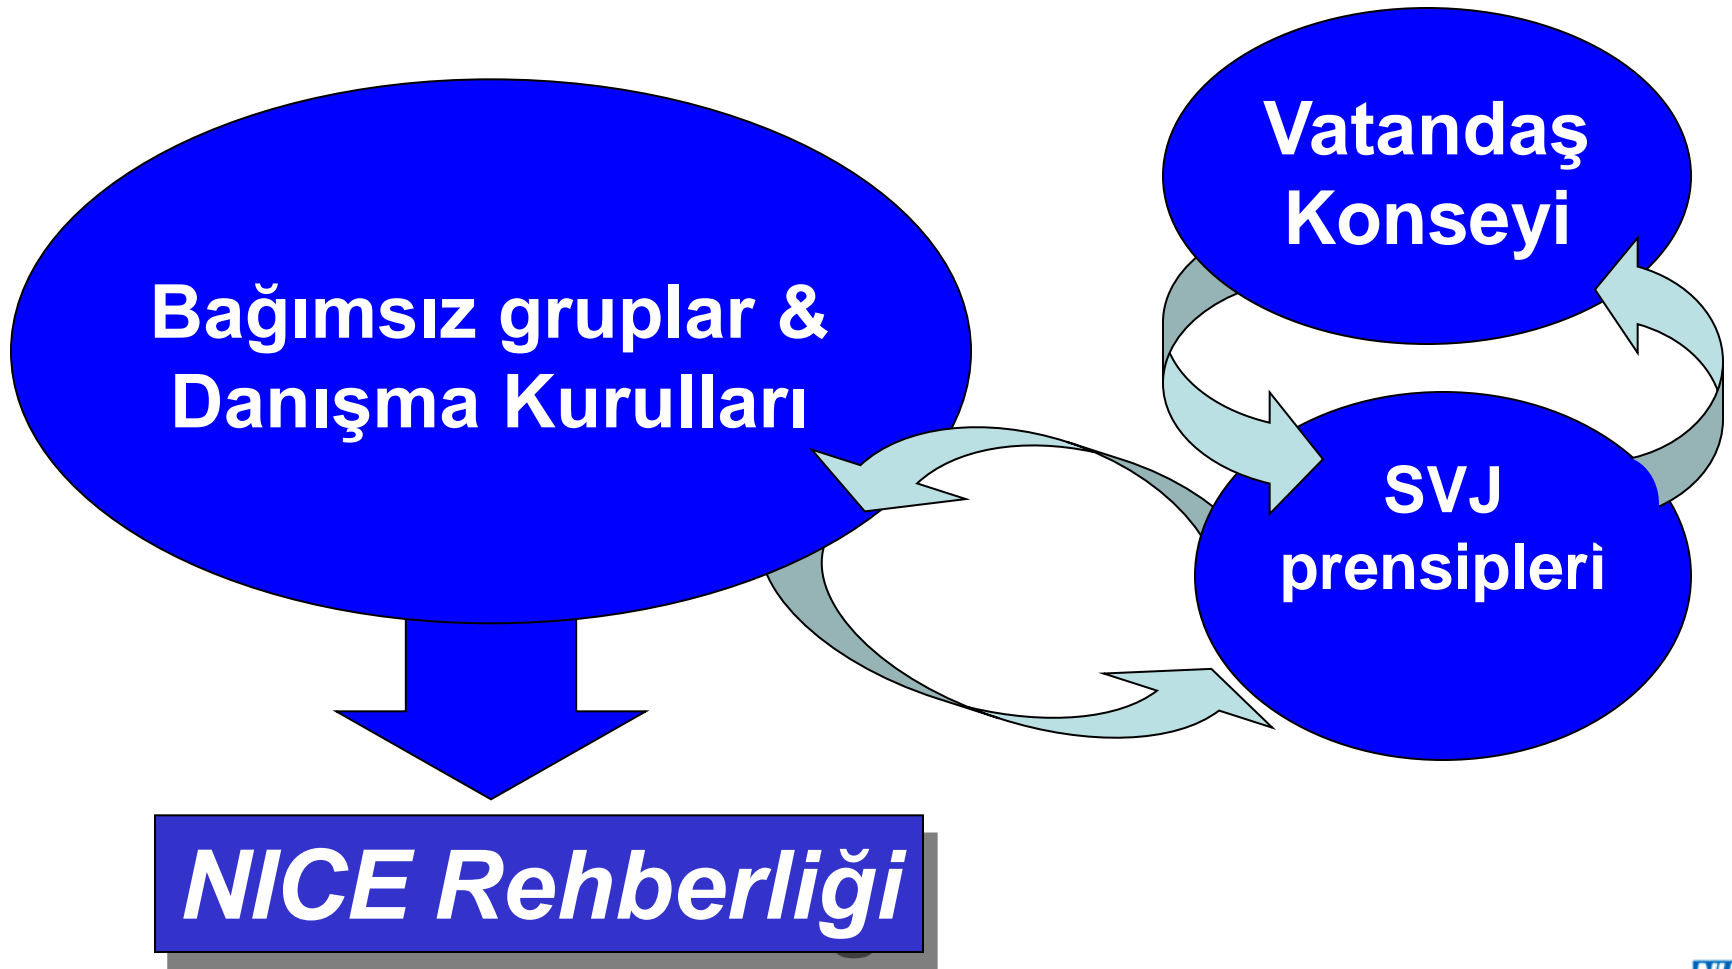 Vatandaş
Konseyi
Bağımsız gruplar &
Danışma Kurulları
SVJ
prensipleri
NICE Rehberliği